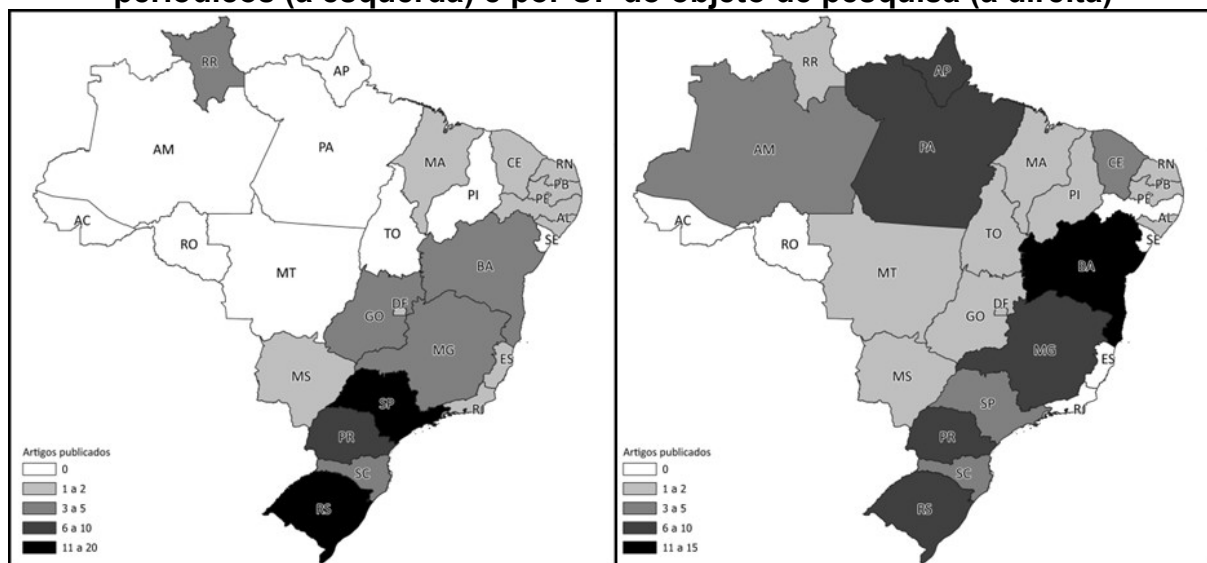 periódicos (à esquerda) e por UF do objeto de pesquisa (à direita)
RR
AP
AM
PA
MA
CE
RN
PB
PE
PI
AL
SE
AC
RO
TO
MT
BA
GO
DF
MG
ES
MS
SP
RJ
PR
SC
RS
Artigos publicados
0
1 a 2
3 a 5
6 a 10
11 a 20
RR
AP
AM
PA
MA
CE
RN
PB
PE
PI
AL
SE
AC
RO
TO
MT
BA
GO
DF
MG
ES
MS
SP
RJ
PR
SC
RS
Artigos publicados
0
1 a 2
3 a 5
6 a 10
11 a 15